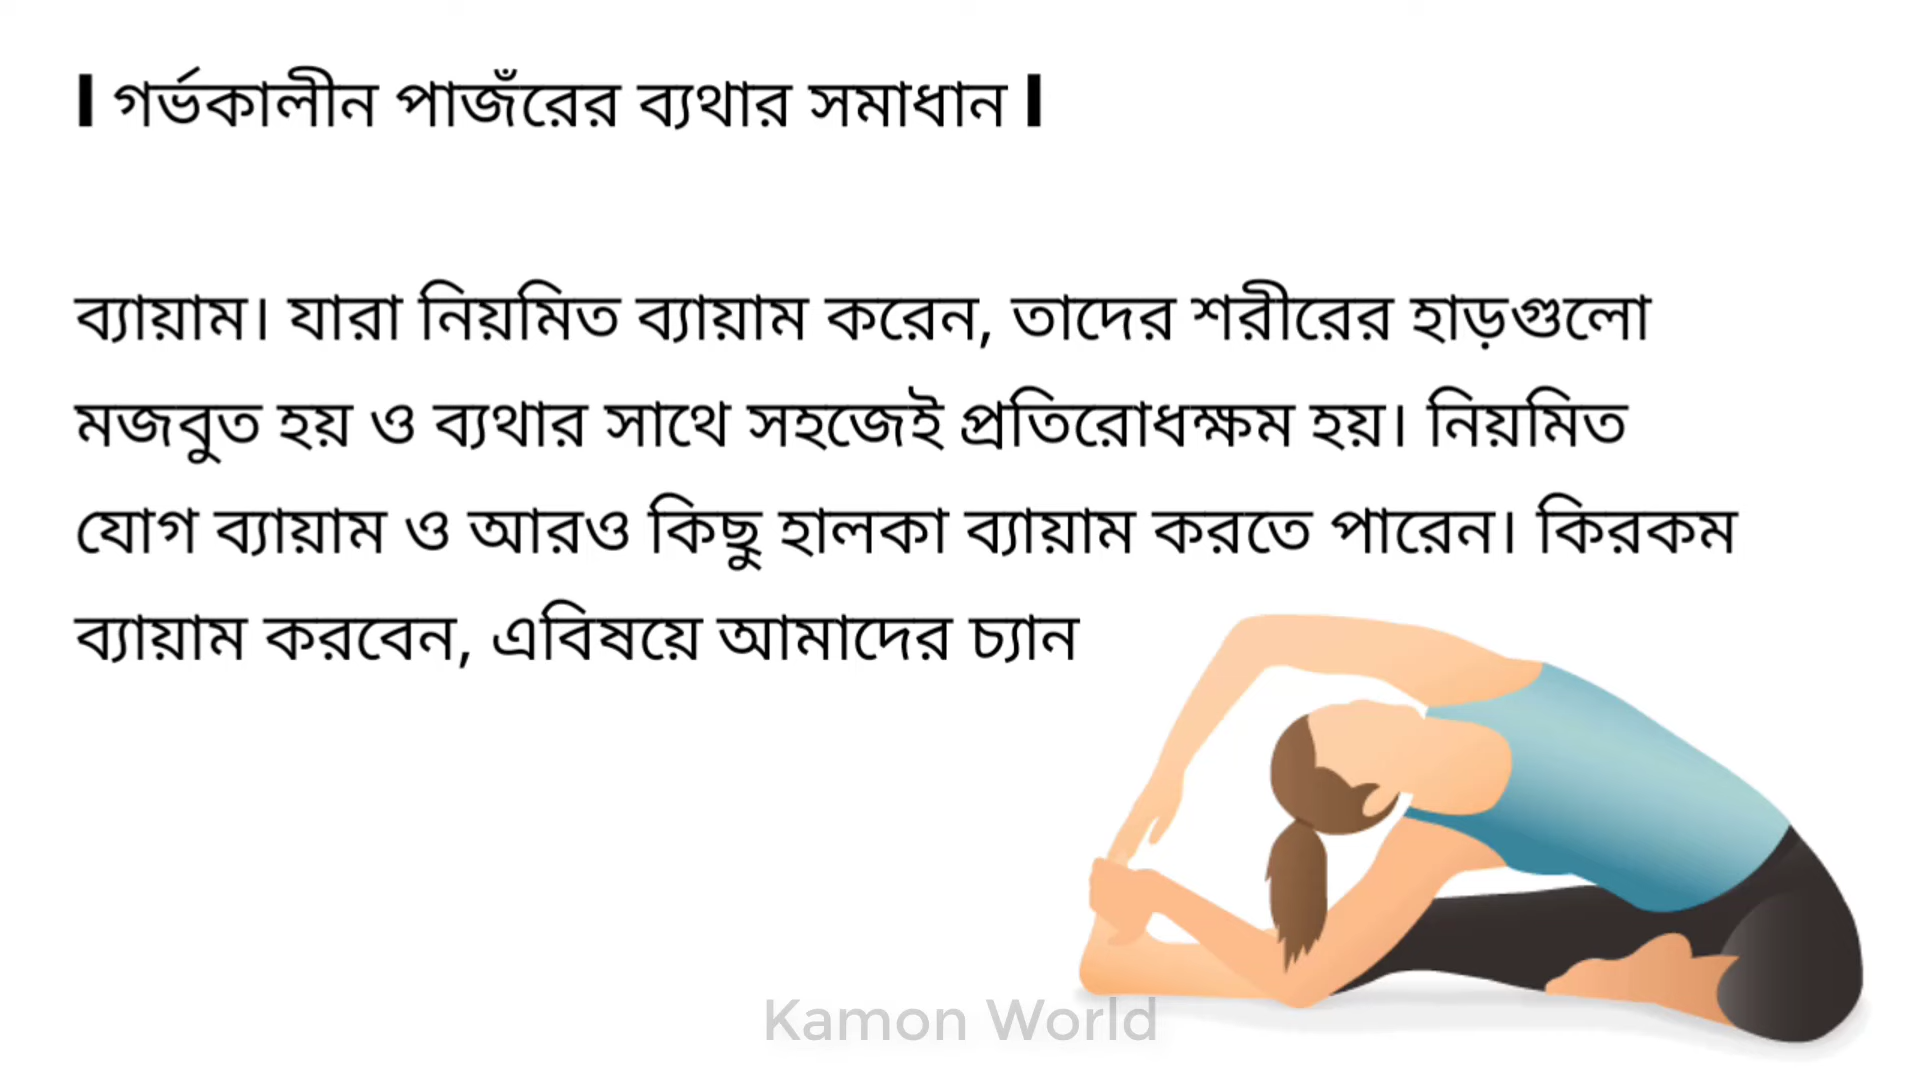 | গর্ভকালীন পাজঁরের ব্যথার সমাধান |
ব্যায়াম। যারা নিয়মিত ব্যায়াম করেন, তাদের শরীরের হাড়গুলো
মজবুত হয় ও ব্যথার সাথে সহজেই প্রতিরোধক্ষম হয়। নিয়মিত
যোগ ব্যায়াম ও আরও কিছু হালকা ব্যায়াম করতে পারেন। কিরকম
ব্যায়াম করবেন, এবিষয়ে আমাদের চ্যান
Kamon World